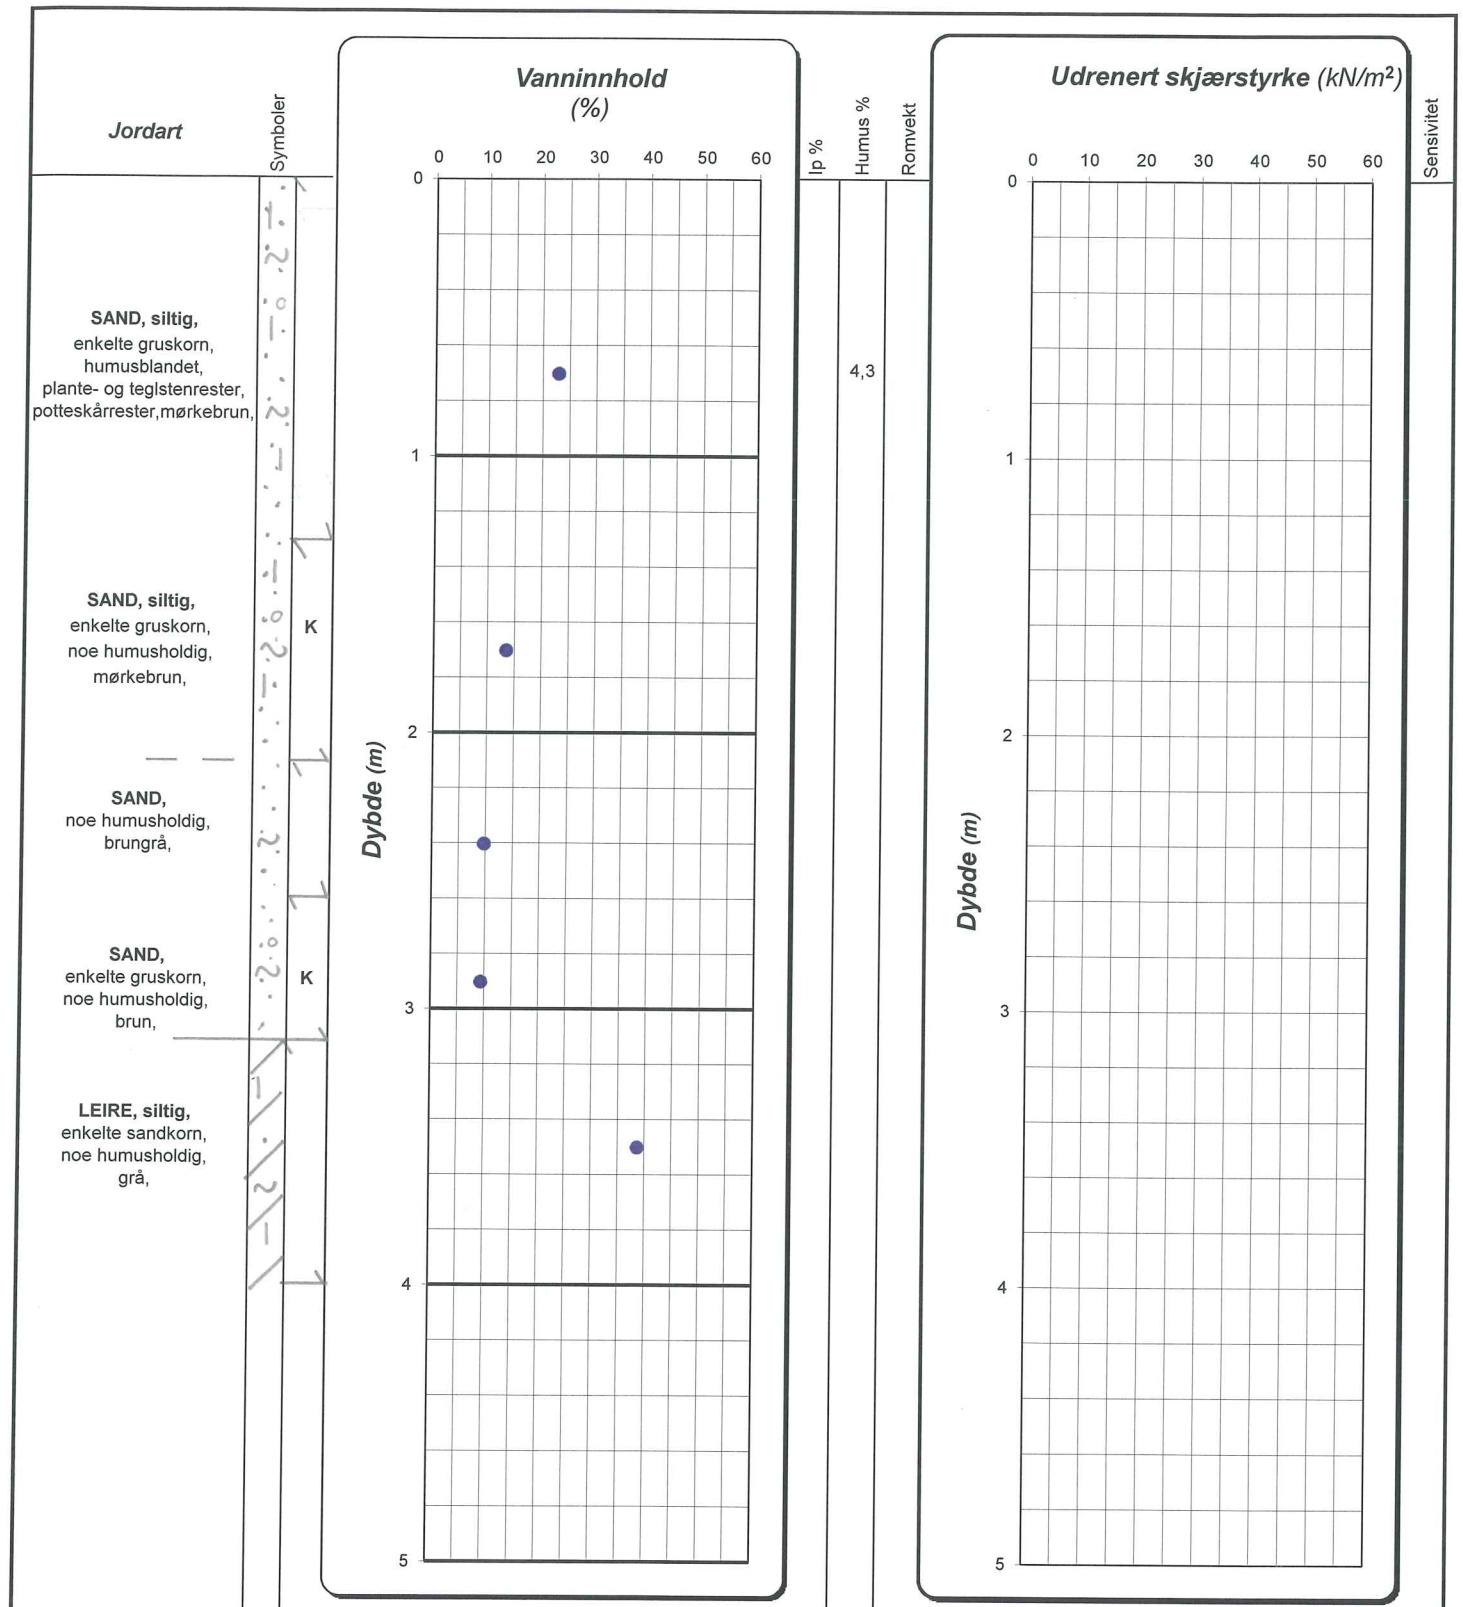 Jordart
Symboler
Vanninnhold
(%)
0 10 20 30 40 50 60
0
1
2
3
4
5
Dybde (m)
Ip %
Humus %
Romvekt
Udrenert skjærstyrke (kN/m²)
0 10 20 30 40 50 60
0
1
2
3
4
5
Dybde (m)
Sensivitet
SAND, siltig,
enkelte gruskorn,
humusblandet,
plante- og teglstenrester,
potteskårrester,mørkebrun,
4,3
SAND, siltig,
enkelte gruskorn,
noe humusholdig,
mørkebrun,
K
SAND,
noe humusholdig,
brungrå,
SAND,
enkelte gruskorn,
noe humusholdig,
brun,
K
LEIRE, siltig,
enkelte sandkorn,
noe humusholdig,
grå,